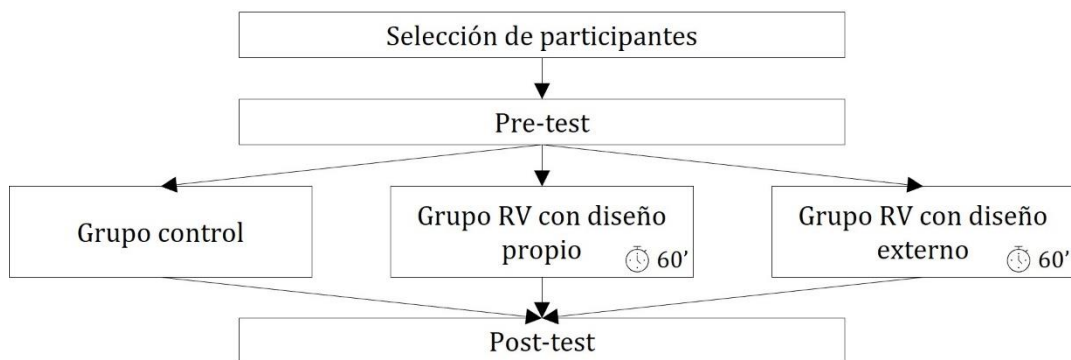 Selección de participantes
Pre-test
Grupo control
Grupo RV con diseño
propio
60’
Grupo RV con diseño
externo
60’
Post-test